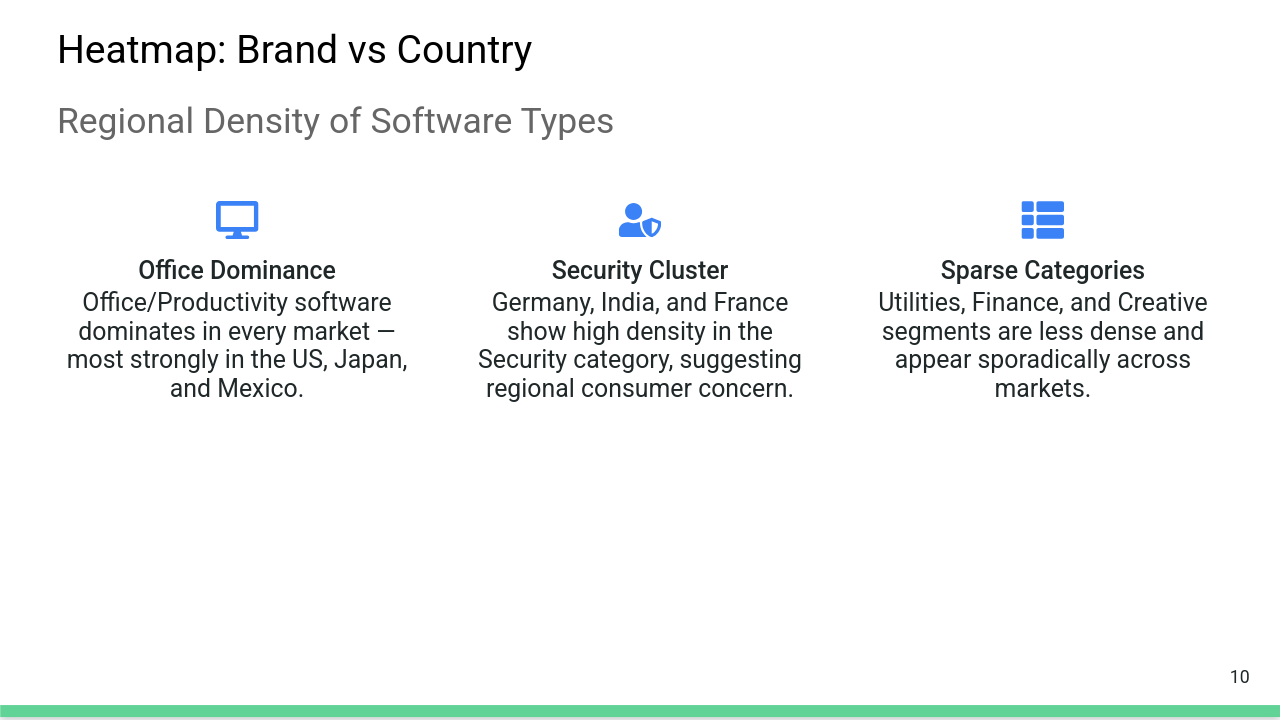 Heatmap: Brand vs Country
Regional Density of Software Types
Office Dominance
Office/Productivity software
dominates in every market —
most strongly in the US, Japan,
and Mexico.
Security Cluster
Germany, India, and France
show high density in the
Security category, suggesting
regional consumer concern.
Sparse Categories
Utilities, Finance, and Creative
segments are less dense and
appear sporadically across
markets.
10